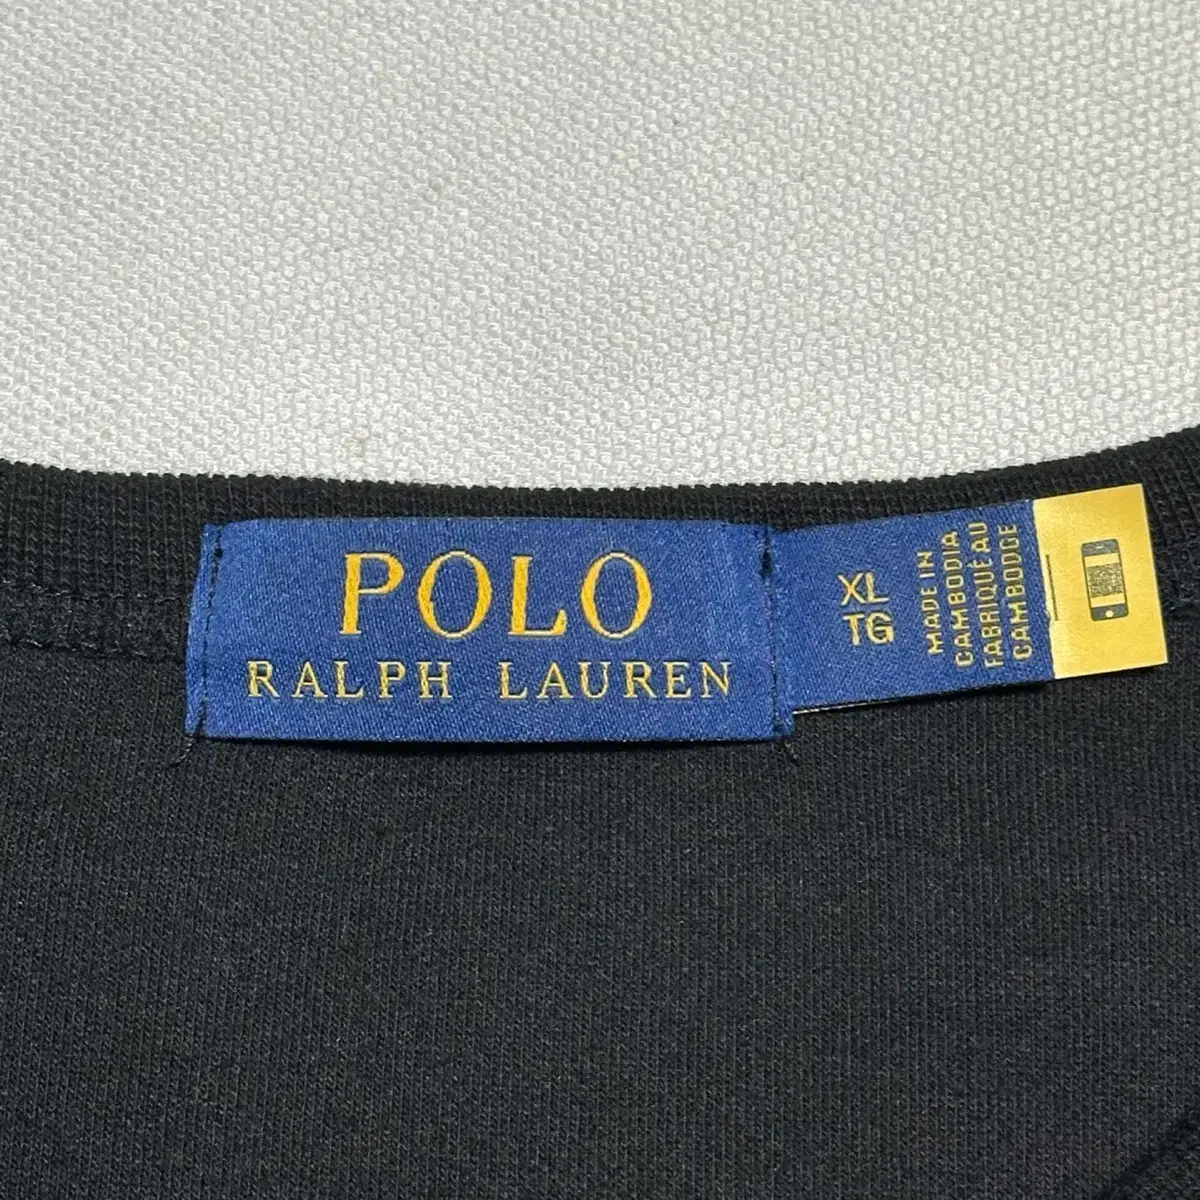 POLO
RALPH LAUREN
XL
TG
MADE IN
CAMBODIA
FABRIQUÉ AU
CAMBODGE